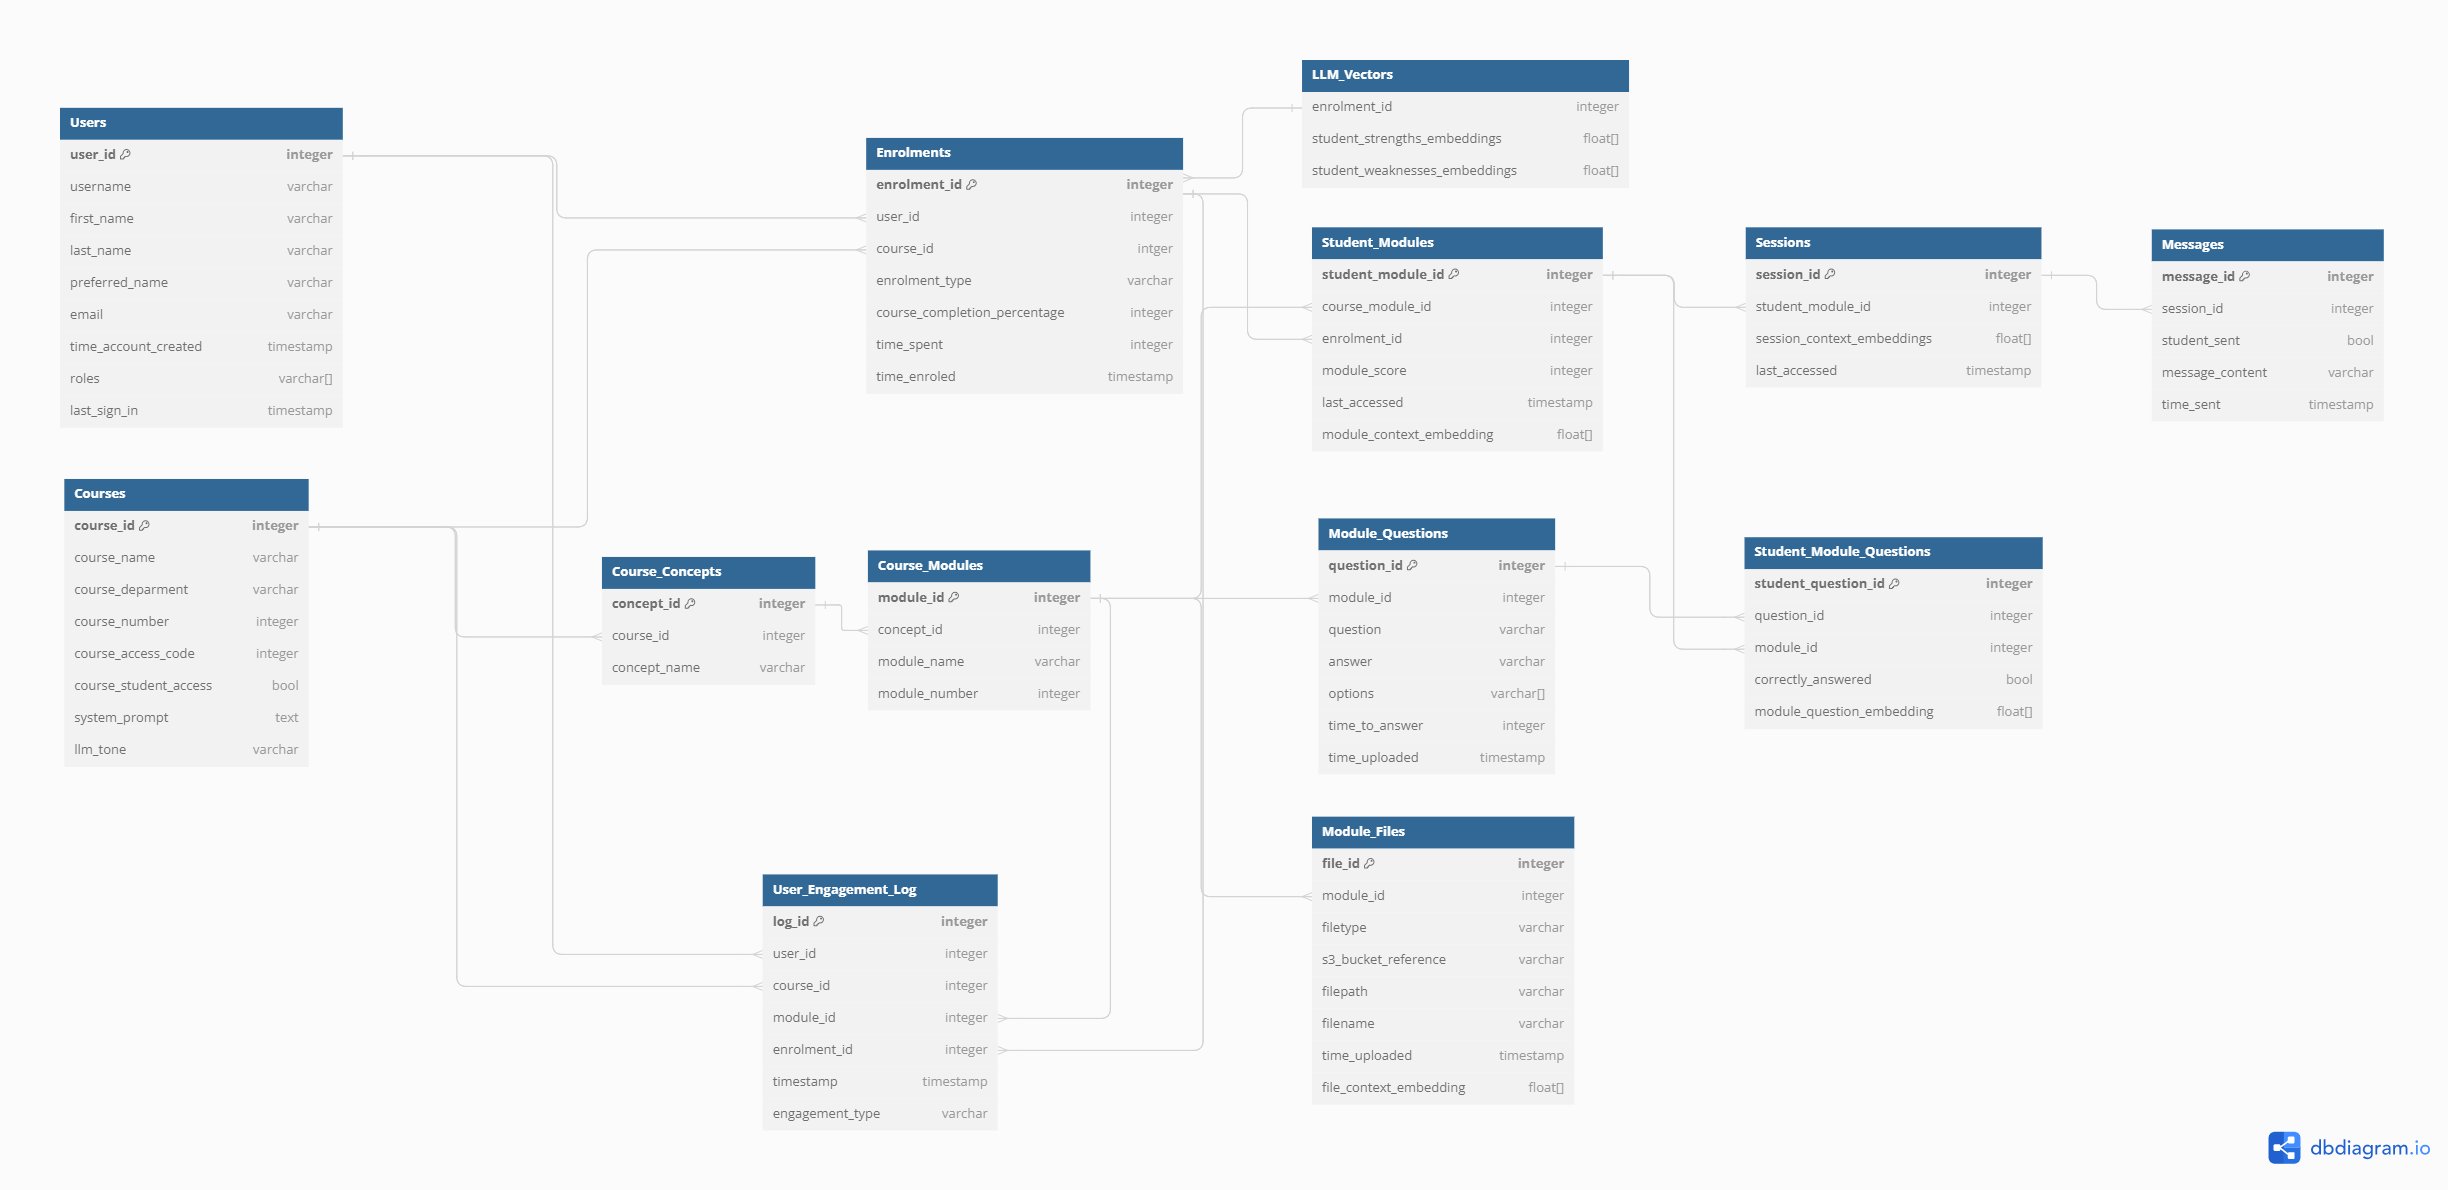 Users
user_id integer
username varchar
first_name varchar
last_name varchar
preferred_name varchar
email varchar
time_account_created timestamp
roles varchar[]
last_sign_in timestamp
Courses
course_id integer
course_name varchar
course_deparment varchar
course_number integer
course_access_code integer
course_student_access bool
system_prompt text
llm_tone varchar
Course_Concepts
concept_id integer
course_id integer
concept_name varchar
Course_Modules
module_id integer
concept_id integer
module_name varchar
module_number integer
Enrolments
enrolment_id integer
user_id integer
course_id intger
enrolment_type varchar
course_completion_percentage integer
time_spent integer
time_enroled timestamp
User_Engagement_Log
log_id integer
user_id integer
course_id integer
module_id integer
enrolment_id integer
timestamp timestamp
engagement_type varchar
LLM_Vectors
enrolment_id integer
student_strengths_embeddings float[]
student_weaknesses_embeddings float[]
Student_Modules
student_module_id integer
course_module_id integer
enrolment_id integer
module_score integer
last_accessed timestamp
module_context_embedding float[]
Module_Questions
question_id integer
module_id integer
question varchar
answer varchar
options varchar[]
time_to_answer integer
time_uploaded timestamp
Module_Files
file_id integer
module_id integer
filetype varchar
s3_bucket_reference varchar
filepath varchar
filename varchar
time_uploaded timestamp
file_context_embedding float[]
Sessions
session_id integer
student_module_id integer
session_context_embeddings float[]
last_accessed timestamp
Student_Module_Questions
student_question_id integer
question_id integer
module_id integer
correctly_answered bool
module_question_embedding float[]
Messages
message_id integer
session_id integer
student_sent bool
message_content varchar
time_sent timestamp
dbdiagram.io